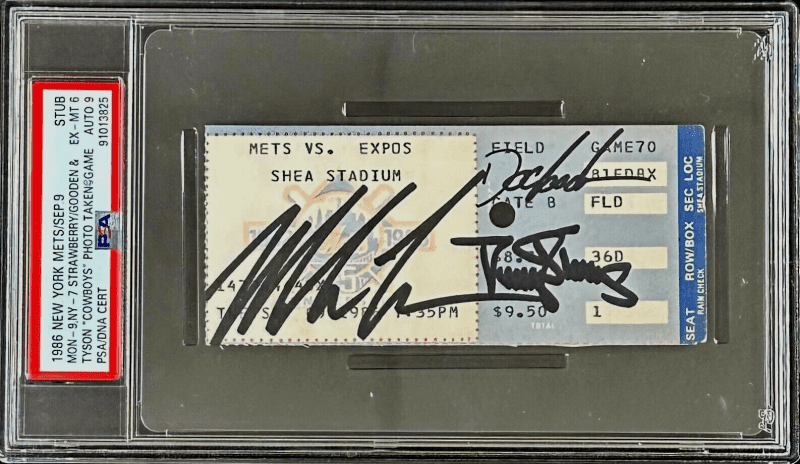 1986 NEW YORK METS/SEP.9 STUB
MON-9,NY-7 STRAWBERRY/GOODEN & EX-MT 6
TYSON "COWBOYS" PHOTO TAKEN@GAME AUTO 9
PSA/DNA CERT 91013825
PSA
METS VS. EXPOS
SHEA STADIUM
35PM
FIELD GAME70
81FDBX
GATE B FLD
36D
$9.50 1
TOTAL
SEAT ROW/BOX SEC LOC
RAIN CHECK SHEA STADIUM